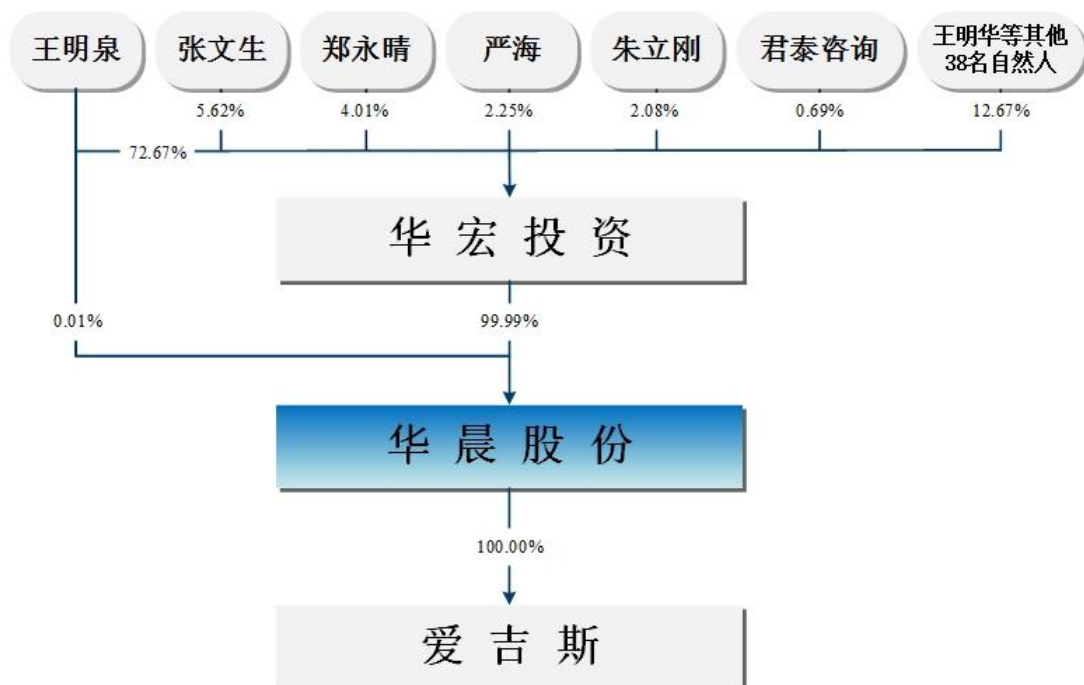 王明泉
张文生
郑永晴
严海
朱立刚
君泰咨询
王明华等其他
38名自然人
5.62%
4.01%
2.25%
2.08%
0.69%
12.67%
72.67%
华宏投资
0.01%
99.99%
华晨股份
100.00%
爱吉斯